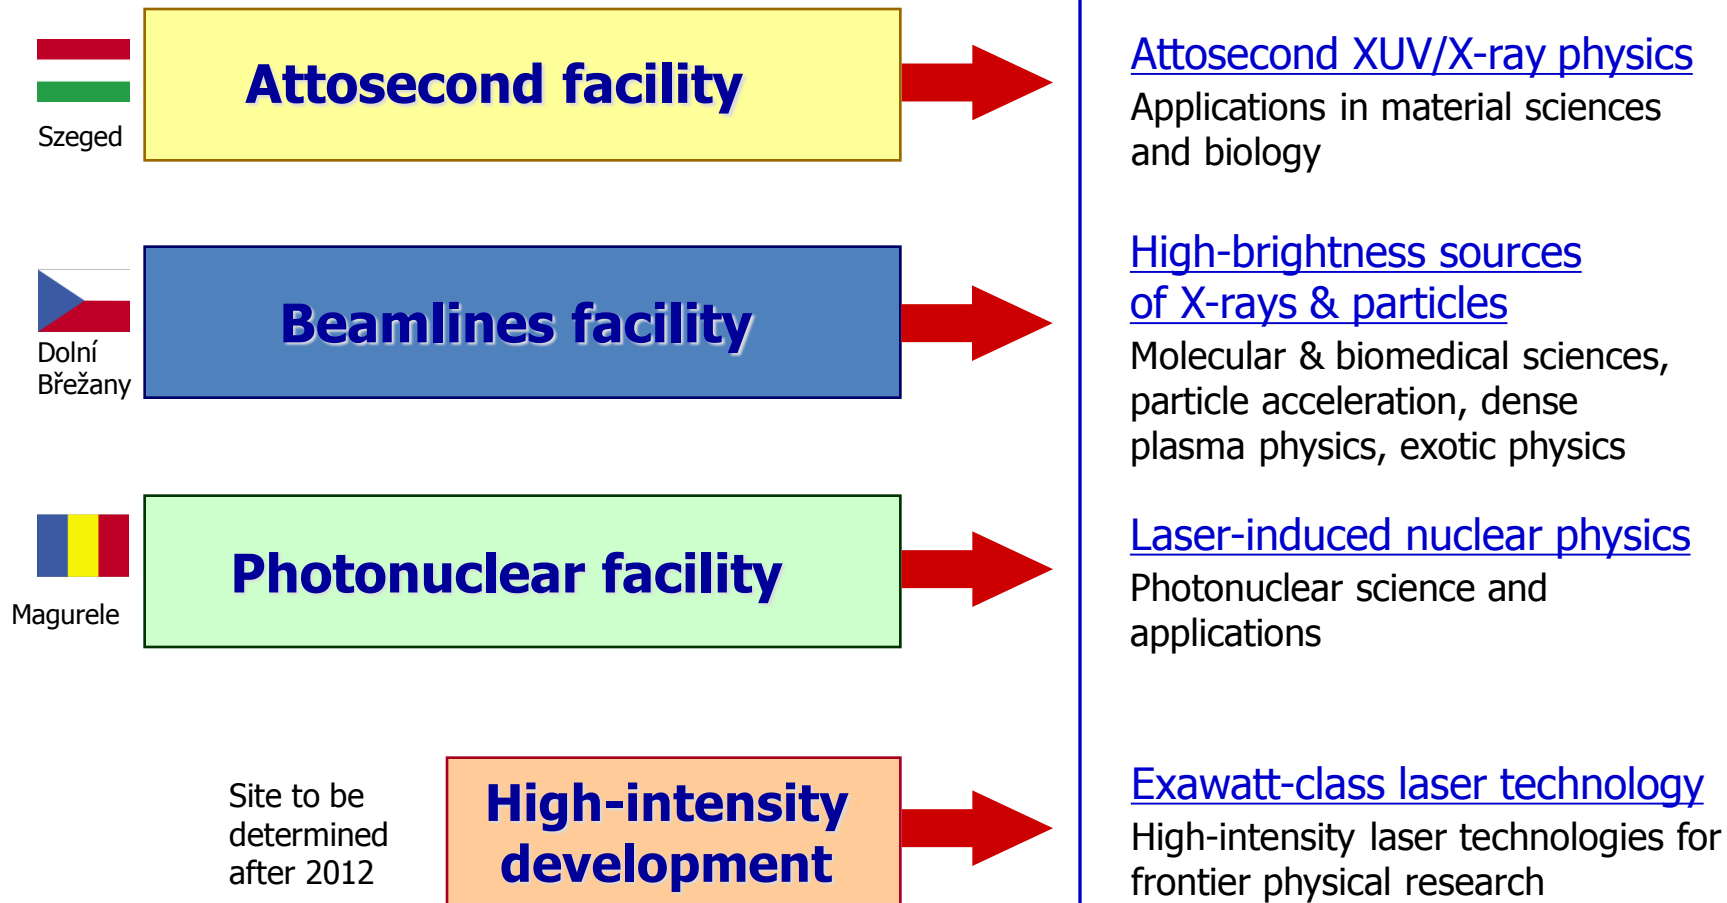 Szeged
Attosecond facility
Attosecond XUV/X-ray physics
Applications in material sciences
and biology
Dolní
Břežany
Beamlines facility
High-brightness sources
of X-rays & particles
Molecular & biomedical sciences,
particle acceleration, dense
plasma physics, exotic physics
Magurele
Photonuclear facility
Laser-induced nuclear physics
Photonuclear science and
applications
Site to be
determined
after 2012
High-intensity
development
Exawatt-class laser technology
High-intensity laser technologies for
frontier physical research